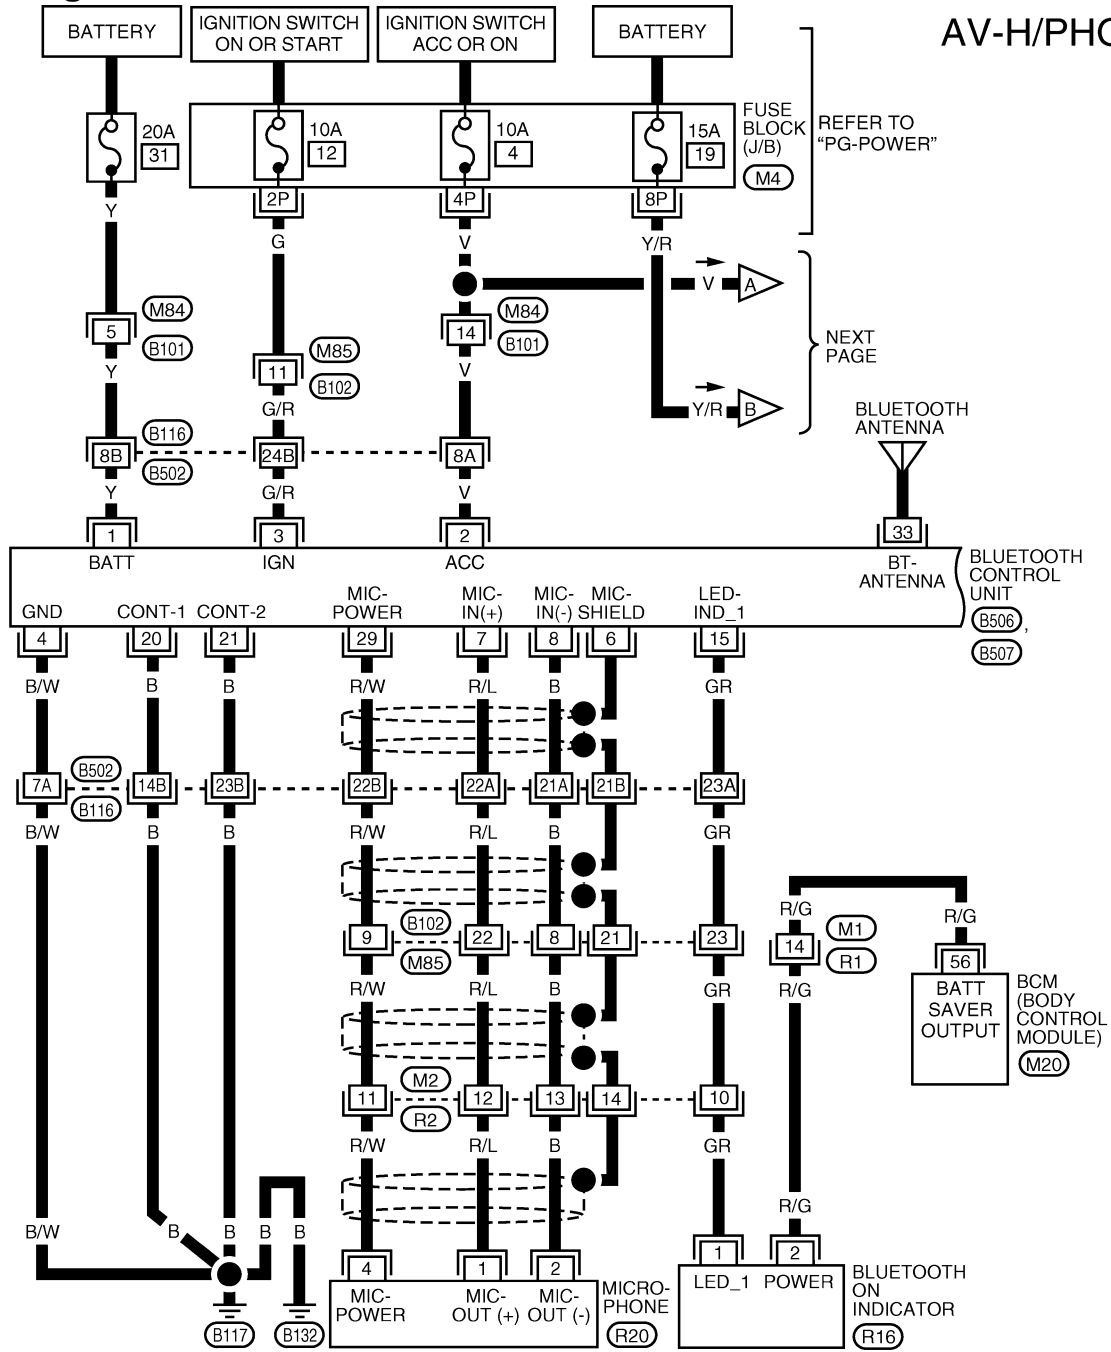 AV-H/PHO
BATTERY
IGNITION SWITCH
ON OR START
IGNITION SWITCH
ACC OR ON
BATTERY
20A
31
10A
12
10A
4
15A
19
FUSE
BLOCK
(J/B)
M4
REFER TO
“PG-POWER”
2P
4P
8P
Y
G
V
Y/R
V
A
5
M84
B101
14
M84
B101
M85
11
B102
NEXT
PAGE
Y
G/R
V
Y/R
B
BLUETOOTH
ANTENNA
B116
8B
24B
8A
B502
Y
G/R
V
1
3
2
33
BATT
IGN
ACC
BT-
ANTENNA
BLUETOOTH
CONTROL
UNIT
B506,
B507
GND
CONT-1
CONT-2
MIC-
POWER
MIC-
IN(+)
MIC-
IN(-)
MIC-
SHIELD
LED-
IND_1
4
20
21
29
7
8
6
15
B/W
B
B
R/W
R/L
B
GR
B502
7A
14B
23B
22B
22A
21A
21B
23A
B116
B/W
B
B
R/W
R/L
B
GR
R/G
R/G
B102
9
22
8
21
23
M85
M1
14
R1
56
R/W
R/L
B
GR
R/G
BATT
SAVER
OUTPUT
BCM
(BODY
CONTROL
MODULE)
M20
M2
11
12
13
14
10
R2
R/W
R/L
B
GR
R/G
B/W
B
B
B
B
4
1
2
1
2
MIC-
POWER
MIC-
OUT (+)
MIC-
OUT (-)
MICRO-
PHONE
R20
LED_1
POWER
BLUETOOTH
ON
INDICATOR
R16
B117
B132